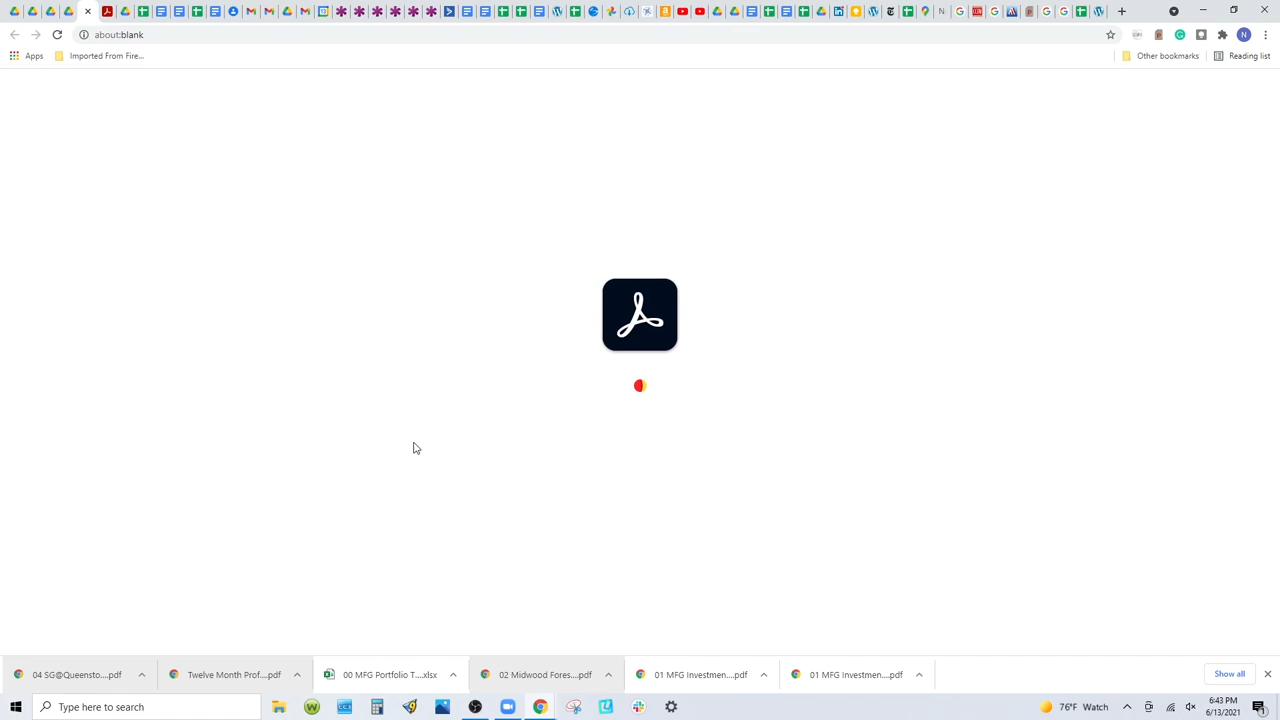 about:blank
N
Apps
Imported From Fire...
Other bookmarks
Reading list
04 SG@Queensto....pdf
Twelve Month Prof....pdf
00 MFG Portfolio T....xlsx
02 Midwood Fores....pdf
01 MFG Investmen....pdf
01 MFG Investmen....pdf
Show all
Type here to search
76°F Watch
6:43 PM
6/13/2021